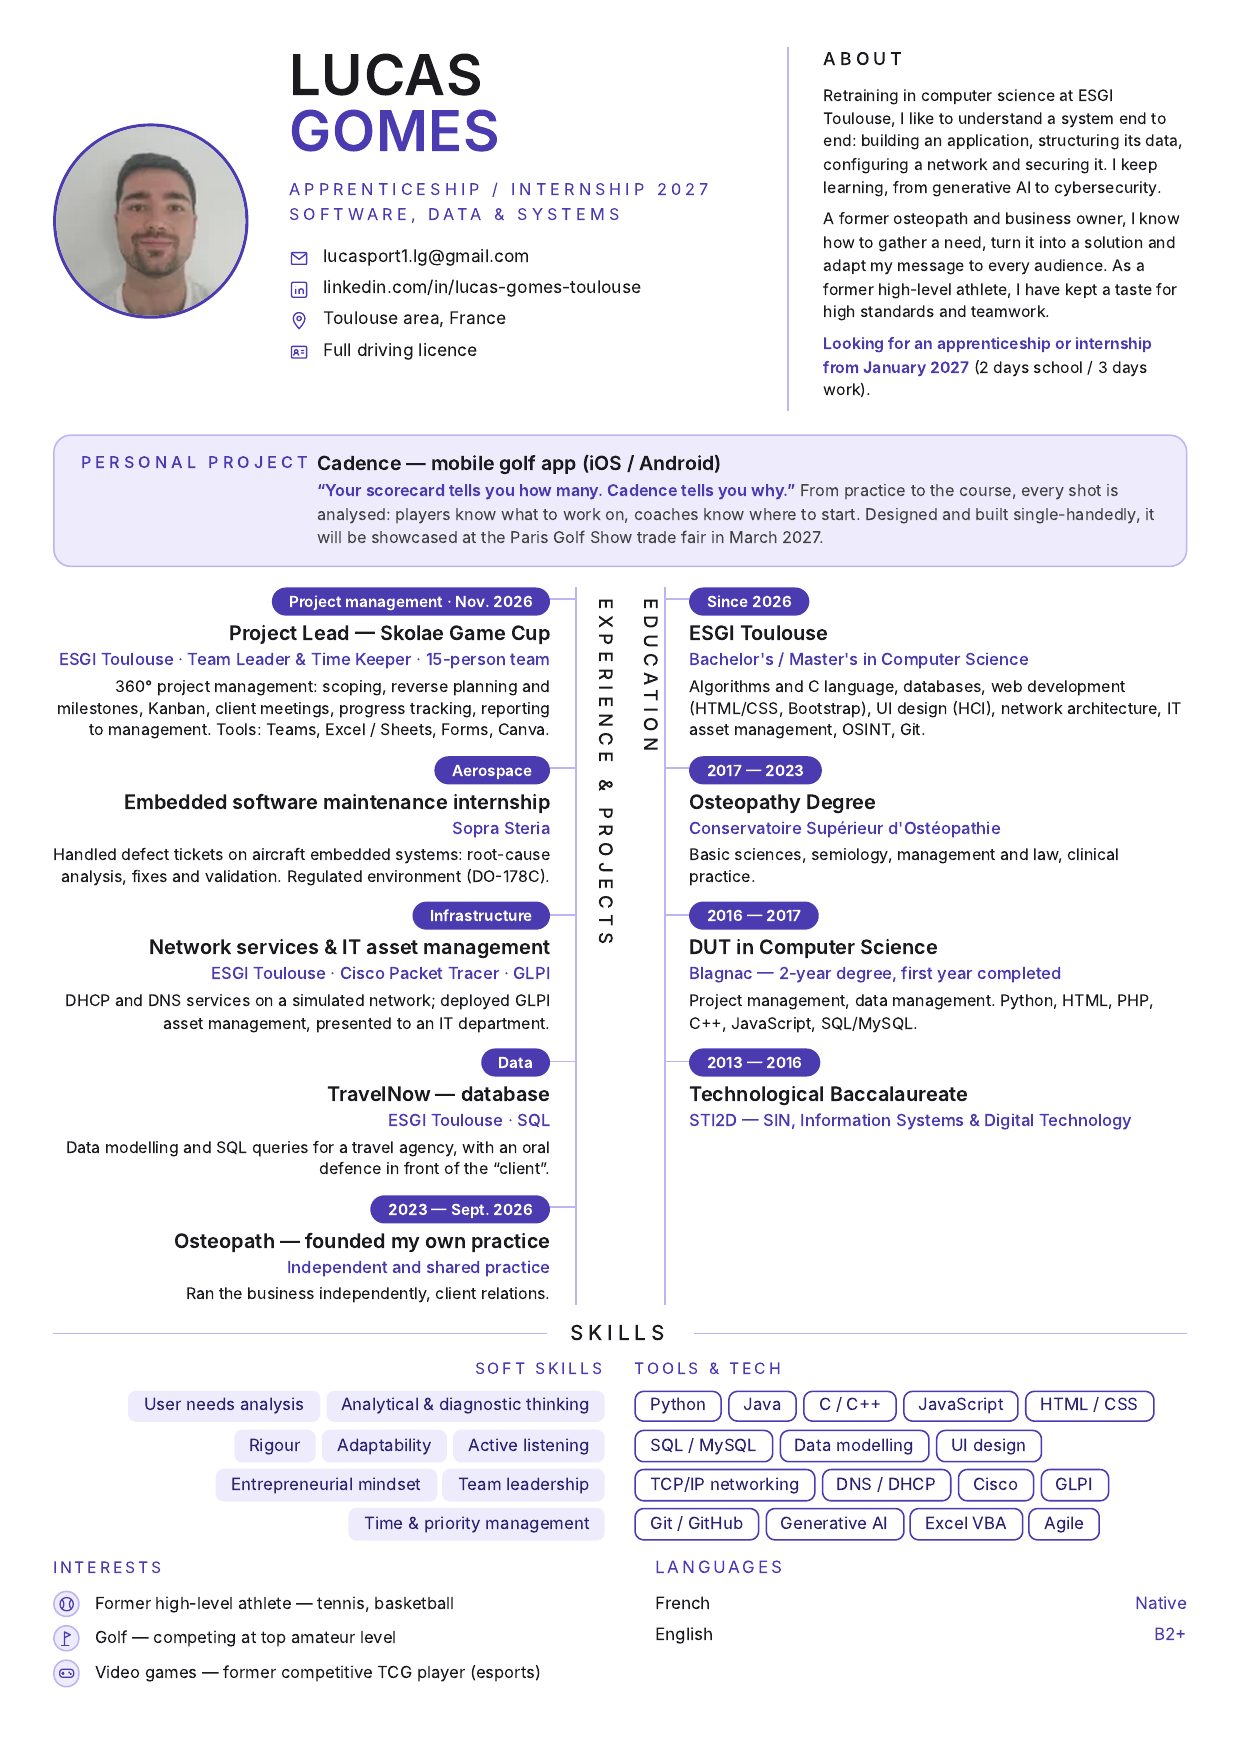 LUCAS
GOMES
APPRENTICESHIP / INTERNSHIP 2027
SOFTWARE, DATA & SYSTEMS
lucasport1.lg@gmail.com
linkedin.com/in/lucas-gomes-toulouse
Toulouse area, France
Full driving licence
ABOUT
Retraining in computer science at ESGI
Toulouse, I like to understand a system end to
end: building an application, structuring its data,
configuring a network and securing it. I keep
learning, from generative AI to cybersecurity.
A former osteopath and business owner, I know
how to gather a need, turn it into a solution and
adapt my message to every audience. As a
former high-level athlete, I have kept a taste for
high standards and teamwork.
Looking for an apprenticeship or internship
from January 2027 (2 days school / 3 days
work).
PERSONAL PROJECT
Cadence — mobile golf app (iOS / Android)
“Your scorecard tells you how many. Cadence tells you why.” From practice to the course, every shot is
analysed: players know what to work on, coaches know where to start. Designed and built single-handedly, it
will be showcased at the Paris Golf Show trade fair in March 2027.
EXPERIENCE & PROJECTS
Project management · Nov. 2026
Project Lead — Skolae Game Cup
ESGI Toulouse · Team Leader & Time Keeper · 15-person team
360° project management: scoping, reverse planning and
milestones, Kanban, client meetings, progress tracking, reporting
to management. Tools: Teams, Excel / Sheets, Forms, Canva.
Aerospace
Embedded software maintenance internship
Sopra Steria
Handled defect tickets on aircraft embedded systems: root-cause
analysis, fixes and validation. Regulated environment (DO-178C).
Infrastructure
Network services & IT asset management
ESGI Toulouse · Cisco Packet Tracer · GLPI
DHCP and DNS services on a simulated network; deployed GLPI
asset management, presented to an IT department.
Data
TravelNow — database
ESGI Toulouse · SQL
Data modelling and SQL queries for a travel agency, with an oral
defence in front of the “client”.
2023 — Sept. 2026
Osteopath — founded my own practice
Independent and shared practice
Ran the business independently, client relations.
EDUCATION
Since 2026
ESGI Toulouse
Bachelor's / Master's in Computer Science
Algorithms and C language, databases, web development
(HTML/CSS, Bootstrap), UI design (HCI), network architecture, IT
asset management, OSINT, Git.
2017 — 2023
Osteopathy Degree
Conservatoire Supérieur d'Ostéopathie
Basic sciences, semiology, management and law, clinical
practice.
2016 — 2017
DUT in Computer Science
Blagnac — 2-year degree, first year completed
Project management, data management. Python, HTML, PHP,
C++, JavaScript, SQL/MySQL.
2013 — 2016
Technological Baccalaureate
STI2D — SIN, Information Systems & Digital Technology
SKILLS
SOFT SKILLS
User needs analysis Analytical & diagnostic thinking
Rigour Adaptability Active listening
Entrepreneurial mindset Team leadership
Time & priority management
TOOLS & TECH
Python Java C / C++ JavaScript HTML / CSS
SQL / MySQL Data modelling UI design
TCP/IP networking DNS / DHCP Cisco GLPI
Git / GitHub Generative AI Excel VBA Agile
INTERESTS
Former high-level athlete — tennis, basketball
Golf — competing at top amateur level
Video games — former competitive TCG player (esports)
LANGUAGES
French Native
English B2+